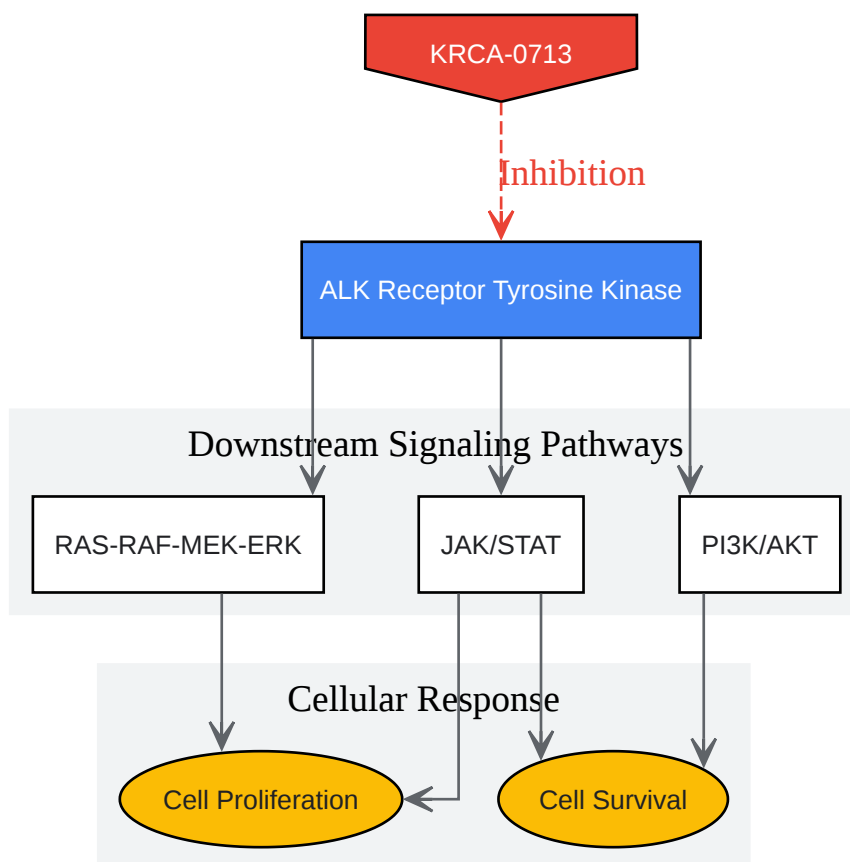 KRCA-0713
Inhibition
ALK Receptor Tyrosine Kinase
Downstream Signaling Pathways
RAS-RAF-MEK-ERK
JAK/STAT
PI3K/AKT
Cellular Response
Cell Proliferation
Cell Survival